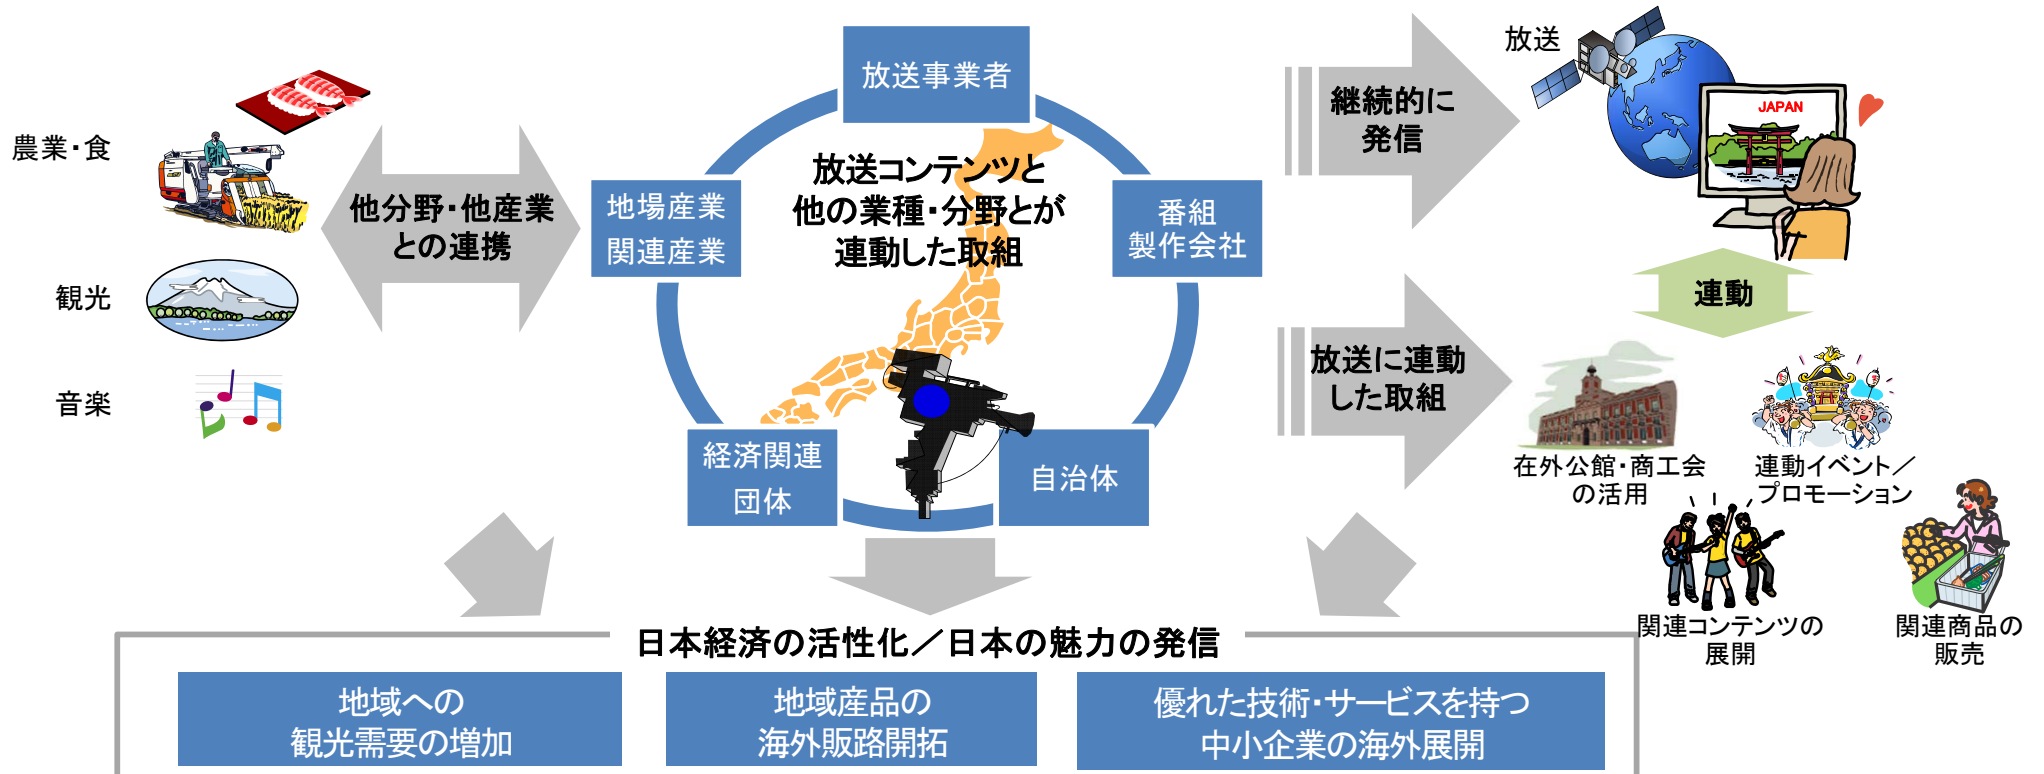 農業・食
観光
音楽
他分野・他産業
との連携
放送事業者
地場産業
関連産業
放送コンテンツと
他の業種・分野とが
連動した取組
番組
製作会社
経済関連
団体
自治体
継続的に
発信
放送に連動
した取組
放送
JAPAN
連動
在外公館・商工会
の活用
連動イベント／
プロモーション
関連コンテンツの
展開
関連商品の
販売
日本経済の活性化／日本の魅力の発信
地域への
観光需要の増加
地域産品の
海外販路開拓
優れた技術・サービスを持つ
中小企業の海外展開